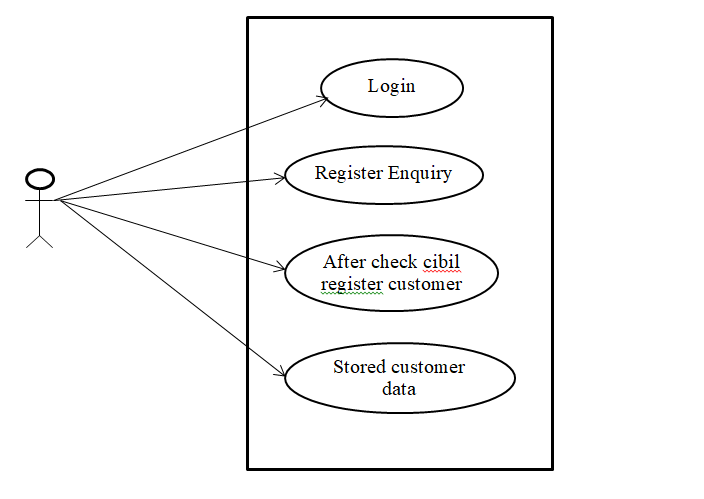 Login
Register Enquiry
After check cibil
register customer
Stored customer
data